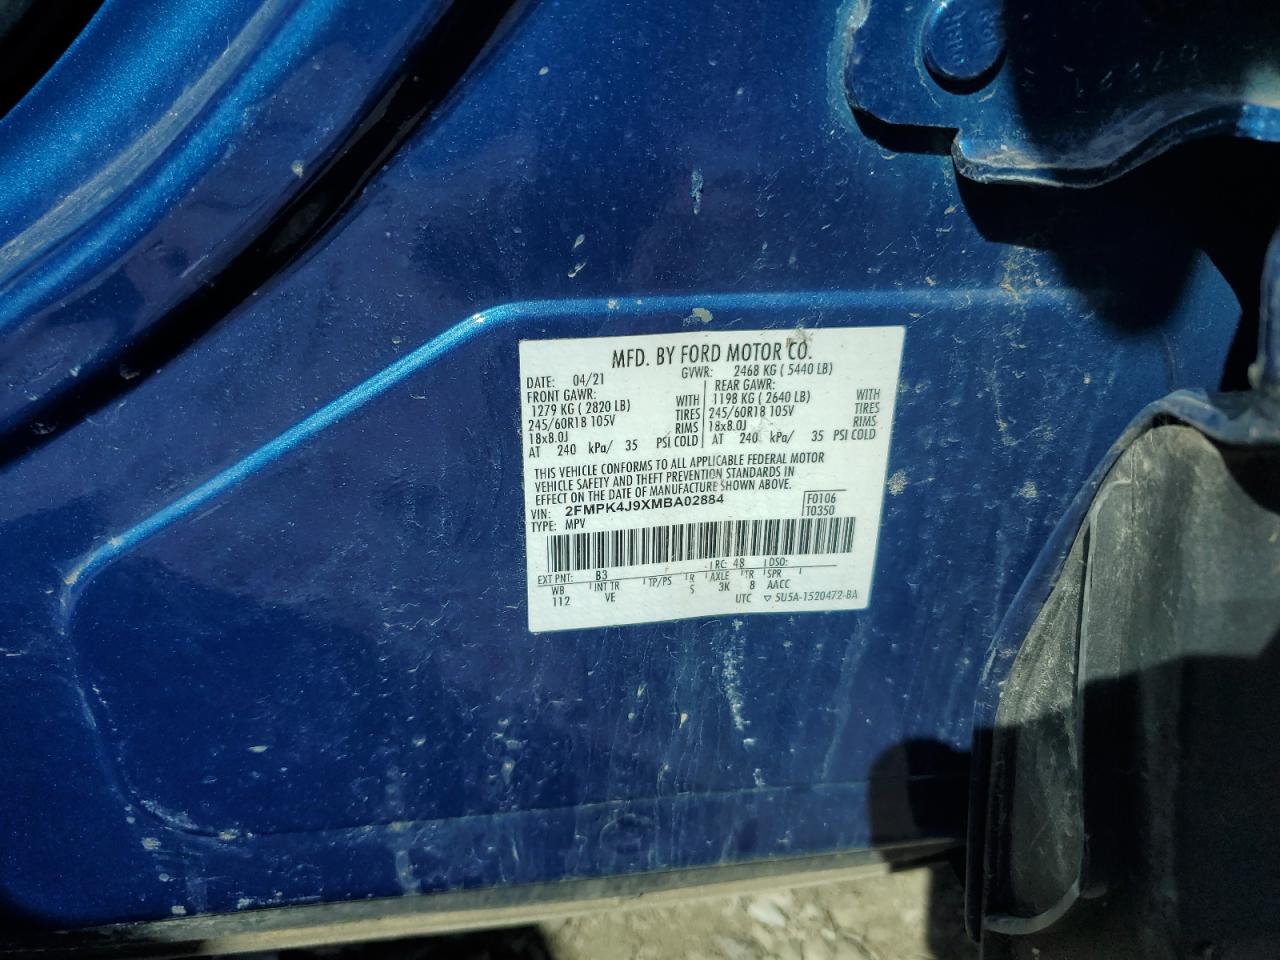 MFD. BY FORD MOTOR CO.
DATE: 04/21 GVWR: 2468 KG ( 5440 LB)
FRONT GAWR: REAR GAWR:
1279 KG ( 2820 LB) WITH 1198 KG ( 2640 LB) WITH
245/60R18 105V TIRES 245/60R18 105V TIRES
18x8.0J RIMS 18x8.0J RIMS
AT 240 kPa/ 35 PSI COLD AT 240 kPa/ 35 PSI COLD
THIS VEHICLE CONFORMS TO ALL APPLICABLE FEDERAL MOTOR
VEHICLE SAFETY AND THEFT PREVENTION STANDARDS IN
EFFECT ON THE DATE OF MANUFACTURE SHOWN ABOVE.
VIN: 2FMPK4J9XMBA02884 F0106
TYPE: MPV T0350
EXT PNT: B3 RC: 48 DSO:
WB INT TR TP/PS R AXLE TR SPR
112 VE S 3K 8 AACC
UTC ▽ 5U5A-1520472-BA